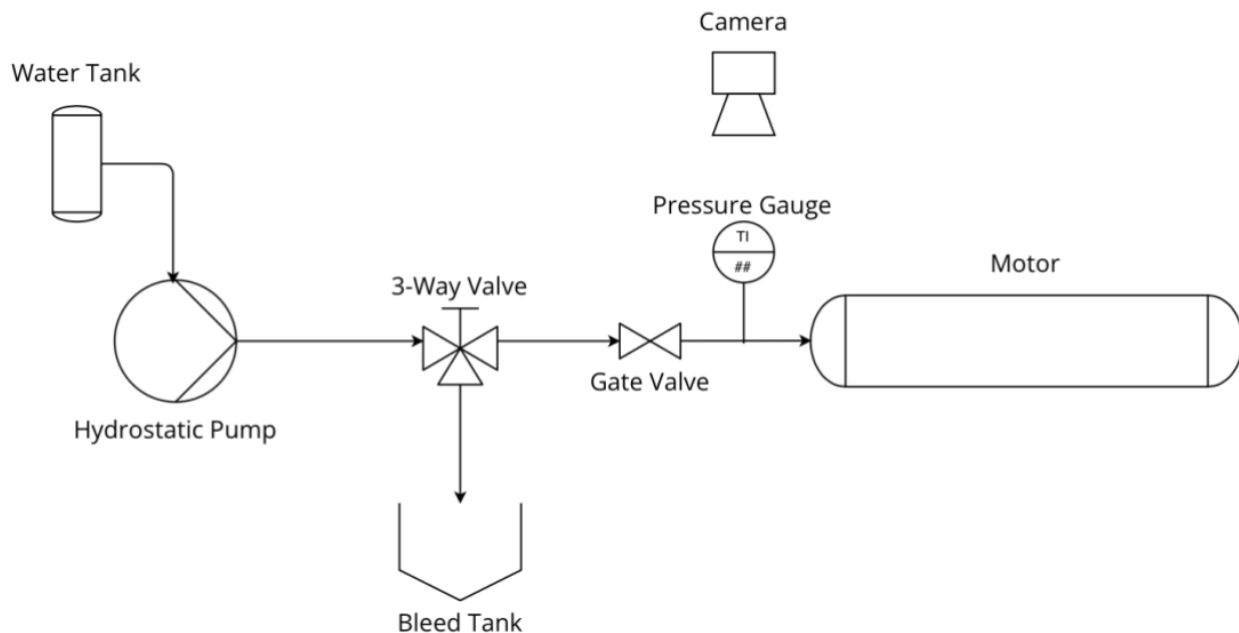 Camera
Water Tank
Pressure Gauge
TI
##
Motor
3-Way Valve
Gate Valve
Hydrostatic Pump
Bleed Tank